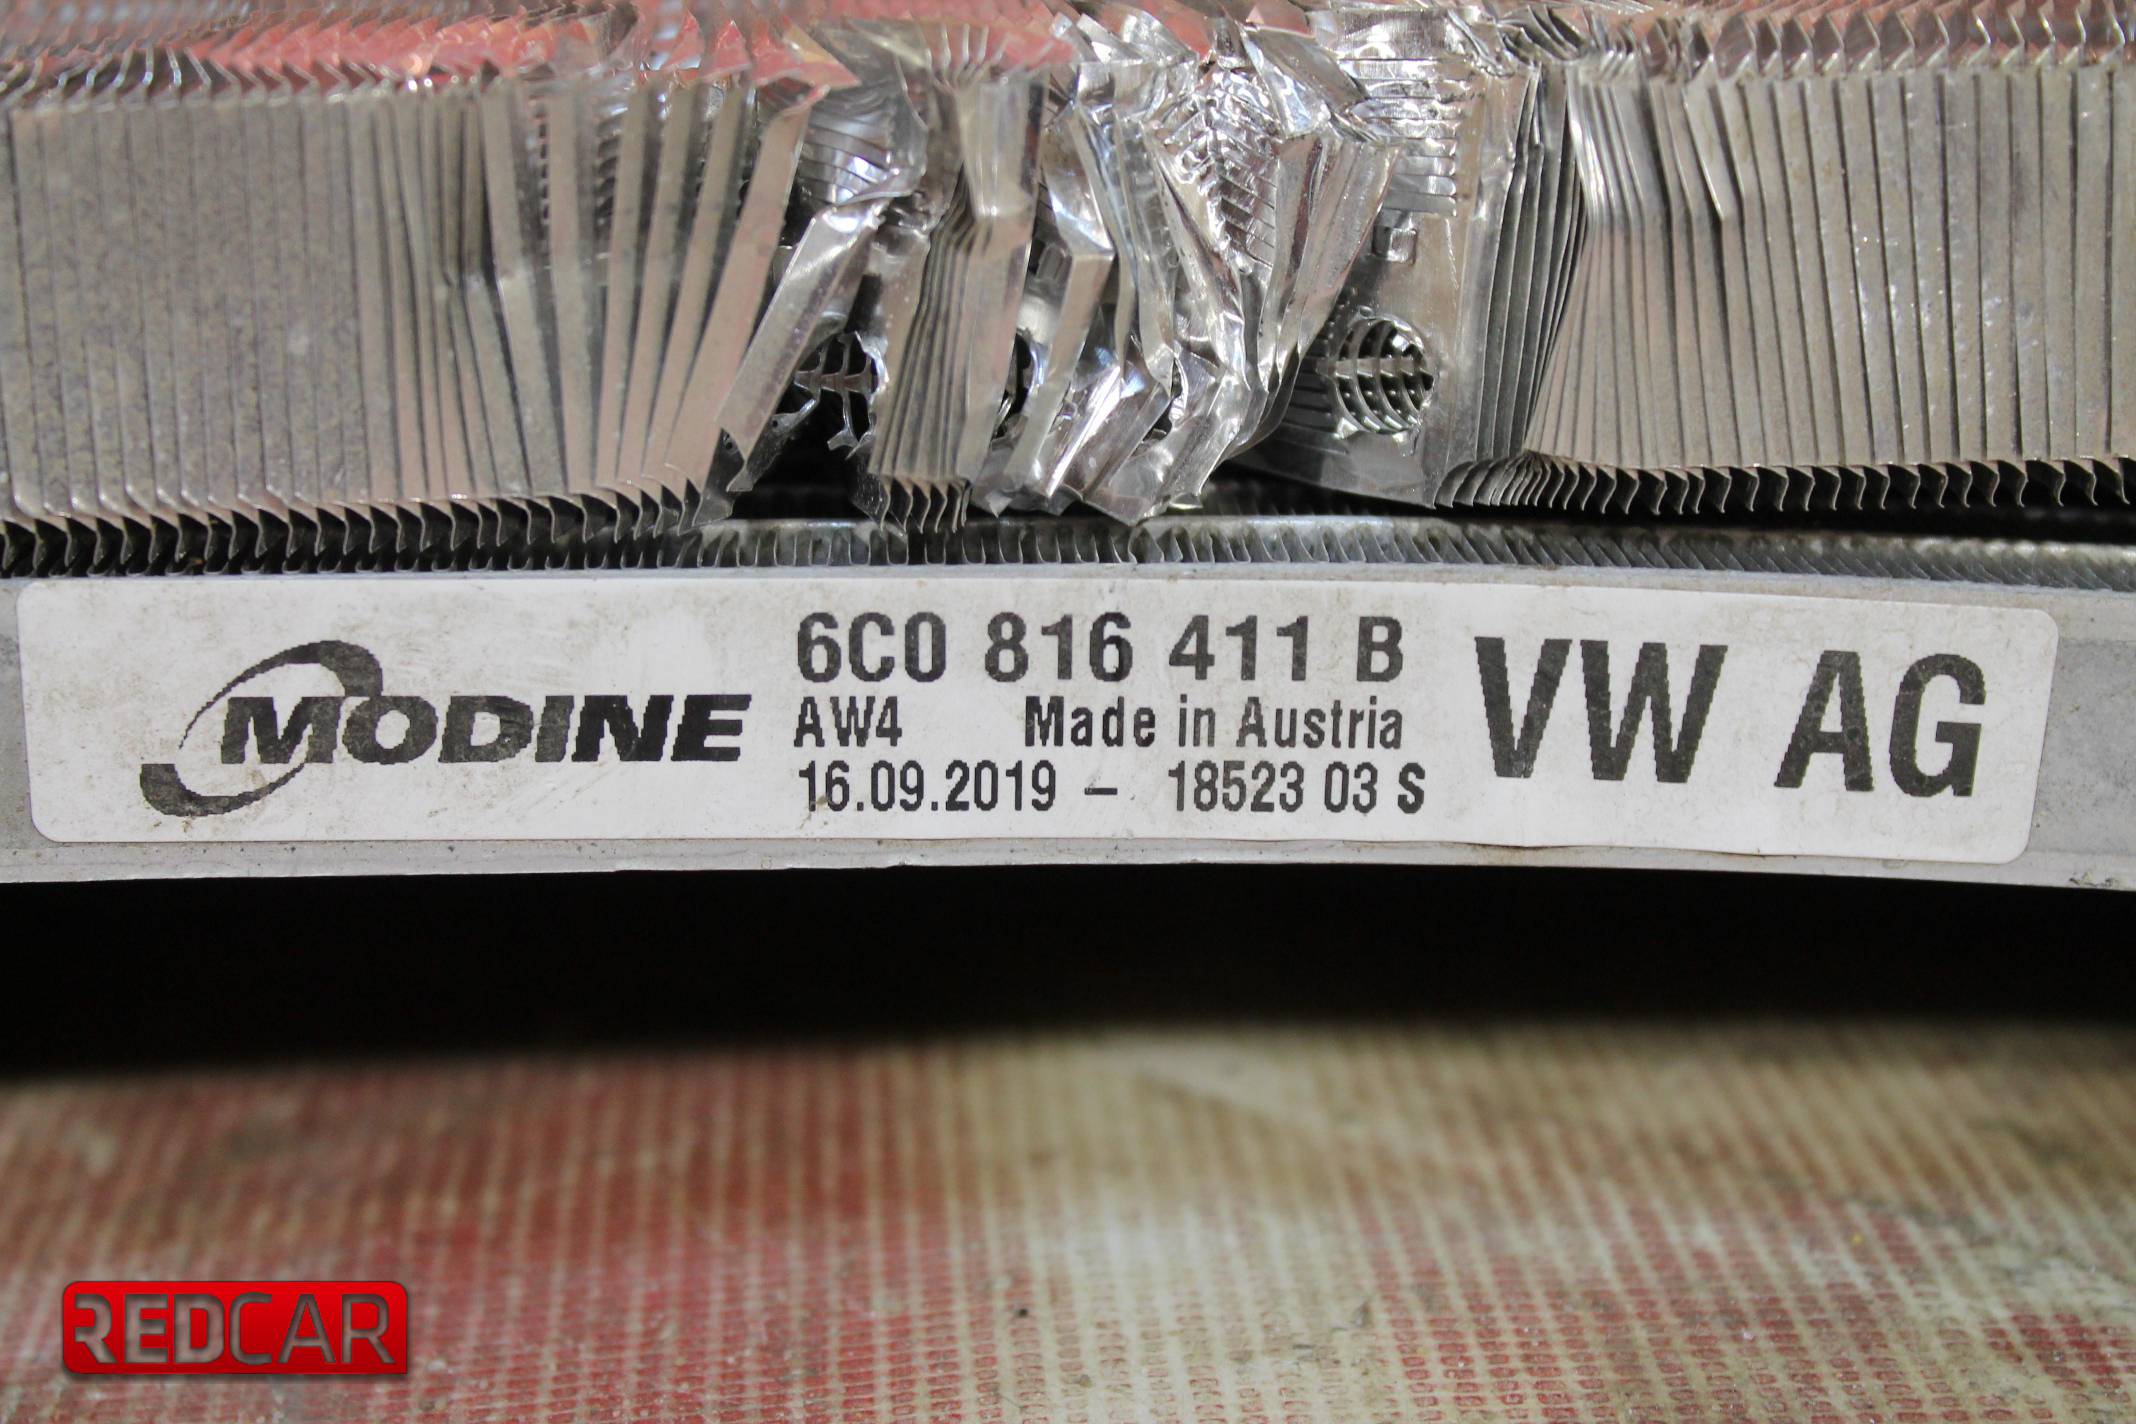 MODINE
6C0 816 411 B
AW4 Made in Austria
16.09.2019 – 18523 03 S
VW AG
REDCAR